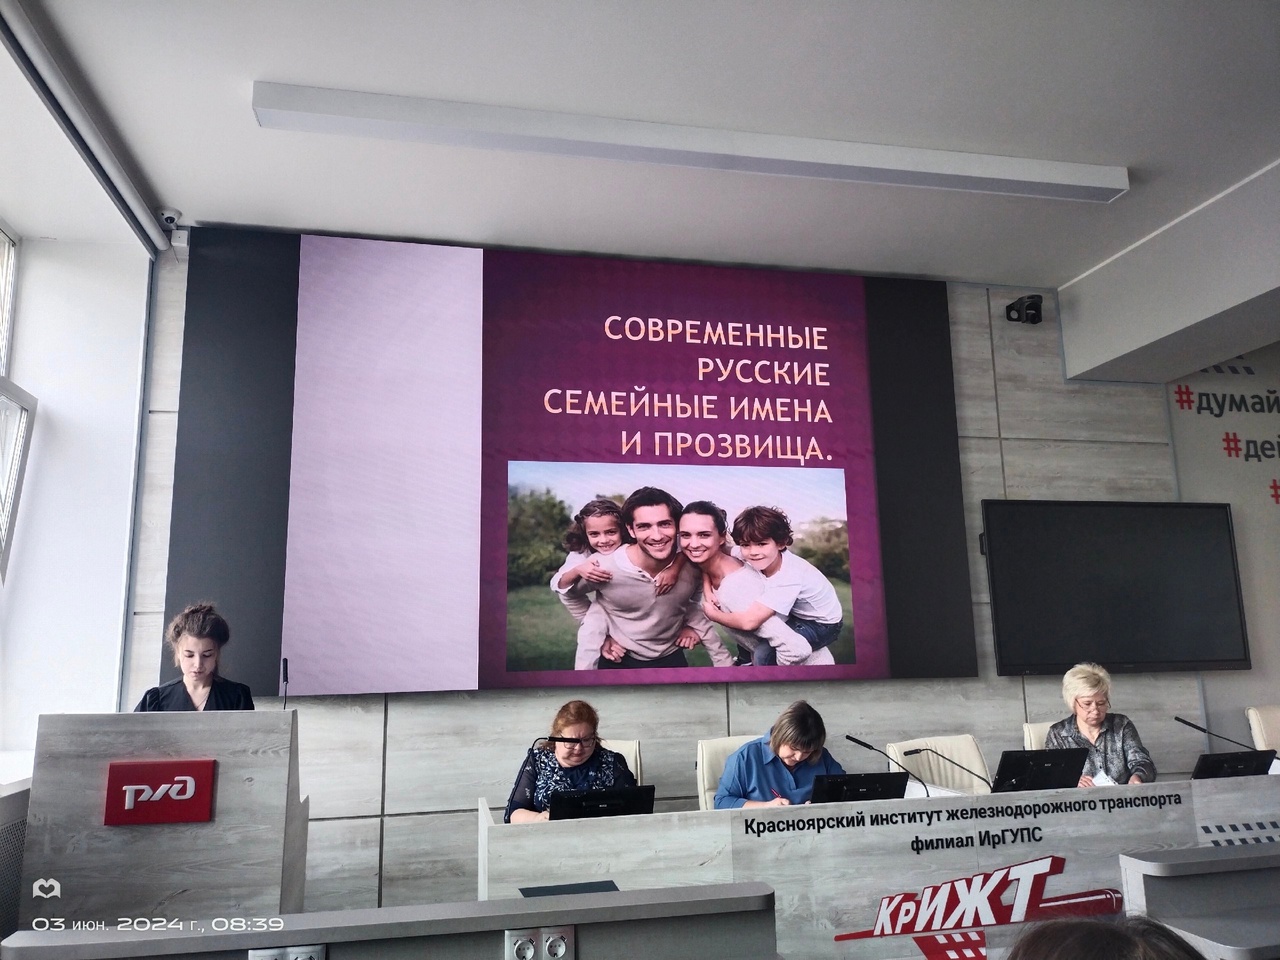 СОВРЕМЕННЫЕ
РУССКИЕ
СЕМЕЙНЫЕ ИМЕНА
И ПРОЗВИЩА.
#думай
#дей
#
ржд
Красноярский институт железнодорожного транспорта
филиал ИрГУПС
КрИЖТ
03 июн. 2024 г., 08:39